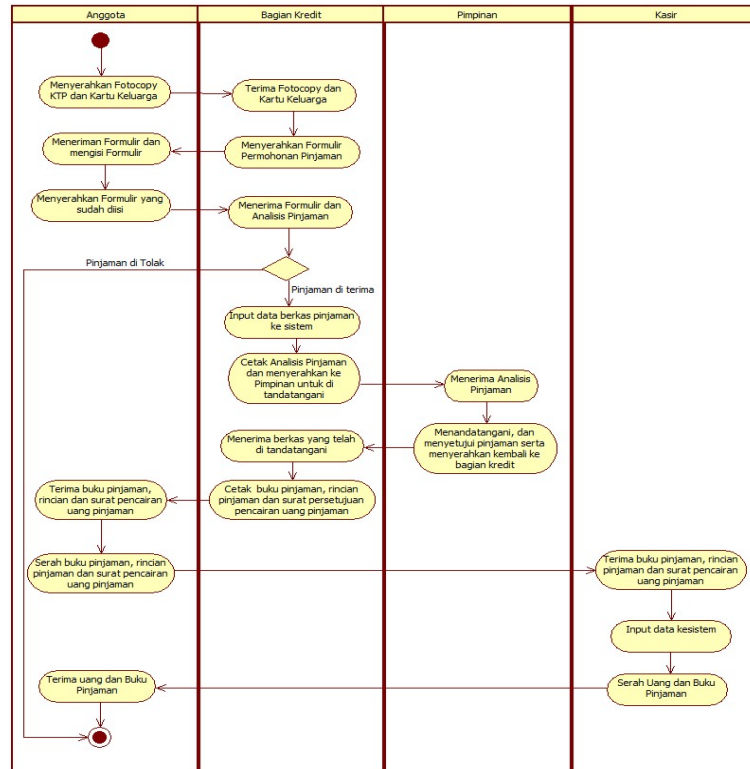 Anggota
Bagian Kredit
Pimpinan
Kasir
Menyerahkan Fotocopy
KTP dan Kartu Keluarga
Terima Fotocopy dan
Kartu Keluarga
Meneriman Formulir dan
mengisi Formulir
Menyerahkan Formulir
Permohonan Pinjaman
Menyerahkan Formulir yang
sudah diisi
Menerima Formulir dan
Analisis Pinjaman
Pinjaman di Tolak
Pinjaman di terima
Input data berkas pinjaman
ke sistem
Cetak Analisis Pinjaman
dan menyerahkan ke
Pimpinan untuk di
tandatangani
Menerima Analisis
Pinjaman
Menandatangani, dan
menyetujui pinjaman serta
menyerahkan kembali ke
bagian kredit
Menerima berkas yang telah
di tandatangani
Cetak buku pinjaman, rincian
pinjaman dan surat persetujuan
pencairan uang pinjaman
Terima buku pinjaman,
rincian dan surat pencairan
uang pinjaman
Serah buku pinjaman, rincian
pinjaman dan surat pencairan
uang pinjaman
Terima buku pinjaman, rincian
pinjaman dan surat pencairan
uang pinjaman
Input data kesistem
Serah Uang dan Buku
Pinjaman
Terima uang dan Buku
Pinjaman